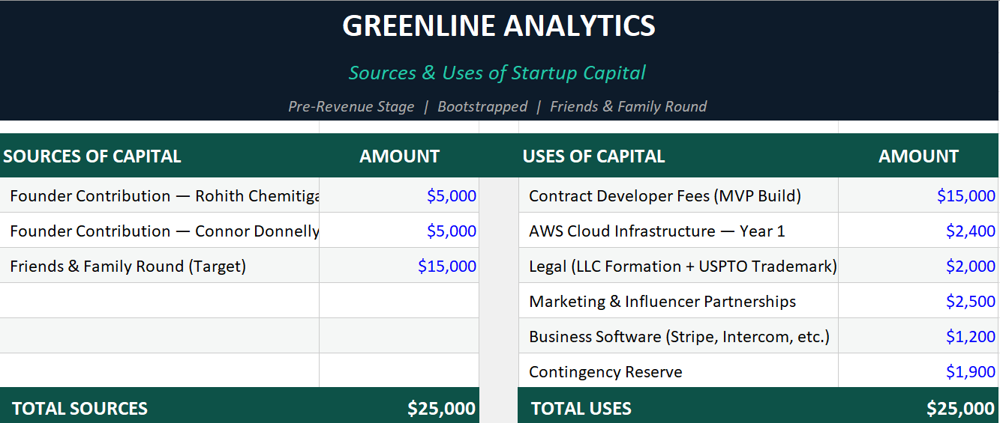 GREENLINE ANALYTICS
Sources & Uses of Startup Capital
Pre-Revenue Stage | Bootstrapped | Friends & Family Round
SOURCES OF CAPITAL AMOUNT USES OF CAPITAL AMOUNT
Founder Contribution — Rohith $5,000 Contract Developer Fees (MVP Build) $15,000
Founder Contribution — Connor Donnelly $5,000 AWS Cloud Infrastructure — Year 1 $2,400
Friends & Family Round (Target) $15,000 Legal (LLC Formation + USPTO Trademark) $2,000
Marketing & Influencer Partnerships $2,500
Business Software (Stripe, Intercom, etc.) $1,200
Contingency Reserve $1,900
TOTAL SOURCES $25,000 TOTAL USES $25,000